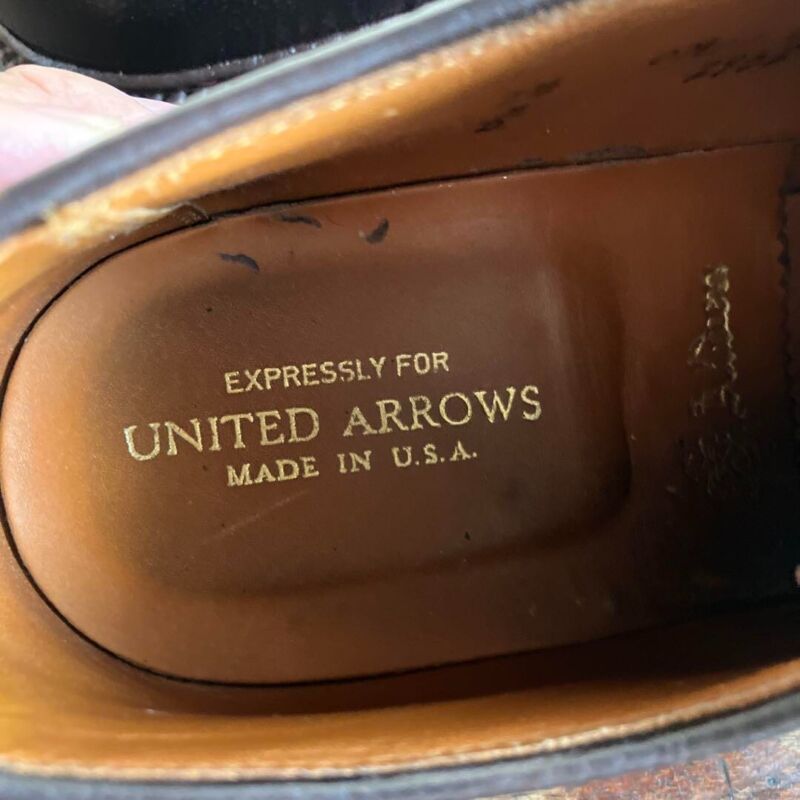 EXPRESSLY FOR
UNITED ARROWS
MADE IN U.S.A.